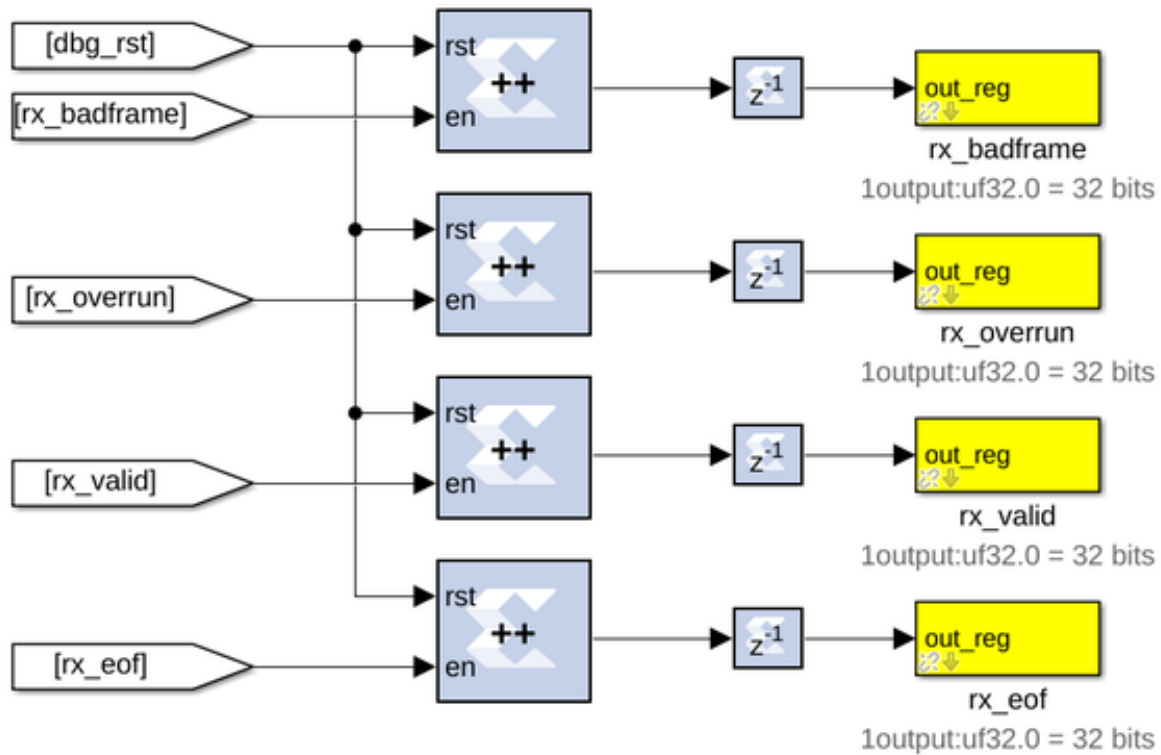 [dbg_rst]
rst
++
z-1
out_reg
[rx_badframe]
en
rx_badframe
1output:uf32.0 = 32 bits
rst
++
z-1
out_reg
[rx_overrun]
en
rx_overrun
1output:uf32.0 = 32 bits
rst
++
z-1
out_reg
[rx_valid]
en
rx_valid
1output:uf32.0 = 32 bits
rst
++
z-1
out_reg
[rx_eof]
en
rx_eof
1output:uf32.0 = 32 bits